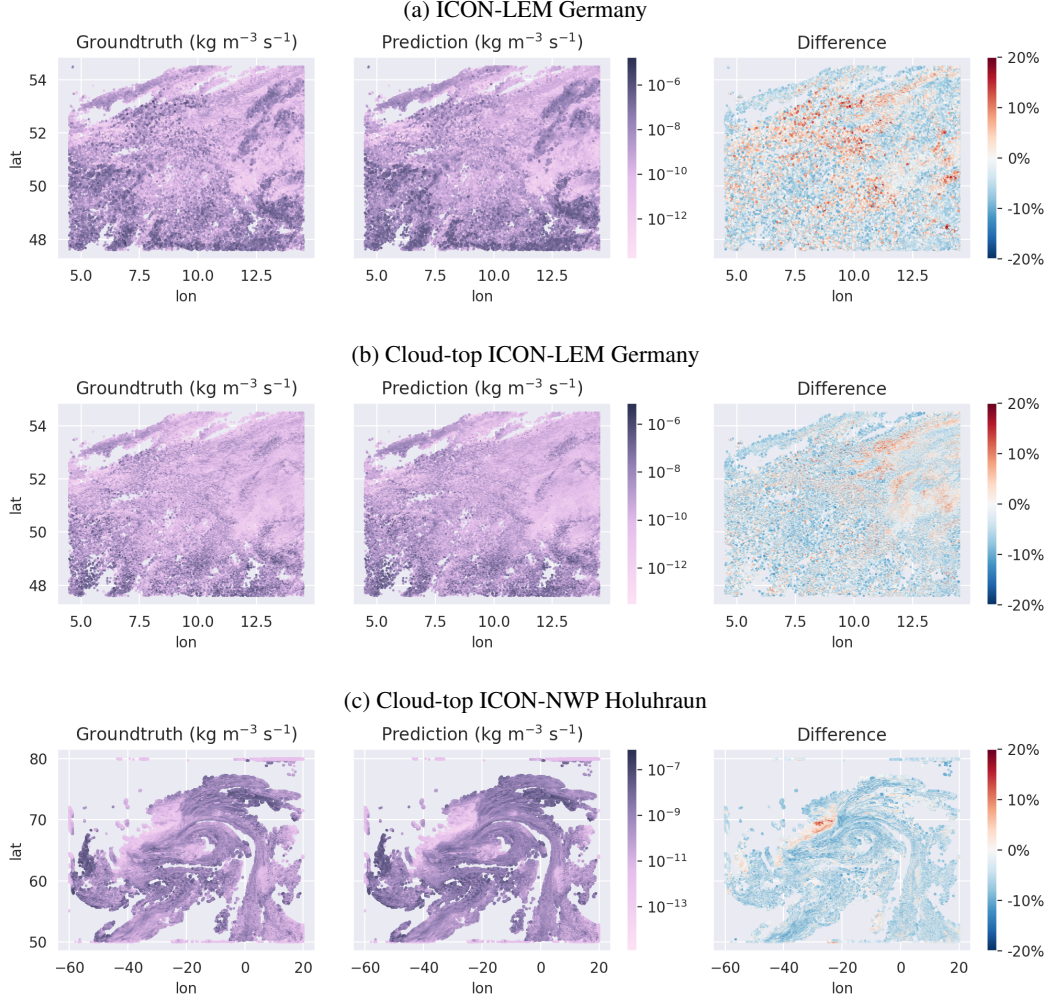 (a) ICON-LEM Germany
Groundtruth (kg m⁻³ s⁻¹) Prediction (kg m⁻³ s⁻¹) Difference
54
52
50
48
lat
5.0 7.5 10.0 12.5
lon
5.0 7.5 10.0 12.5
lon
10⁻⁶
10⁻⁸
10⁻¹⁰
10⁻¹²
5.0 7.5 10.0 12.5
lon
20%
10%
0%
-10%
-20%
(b) Cloud-top ICON-LEM Germany
Groundtruth (kg m⁻³ s⁻¹) Prediction (kg m⁻³ s⁻¹) Difference
54
52
50
48
lat
5.0 7.5 10.0 12.5
lon
5.0 7.5 10.0 12.5
lon
10⁻⁶
10⁻⁸
10⁻¹⁰
10⁻¹²
5.0 7.5 10.0 12.5
lon
20%
10%
0%
-10%
-20%
(c) Cloud-top ICON-NWP Holuhraun
Groundtruth (kg m⁻³ s⁻¹) Prediction (kg m⁻³ s⁻¹) Difference
80
70
60
50
lat
−60 −40 −20 0 20
lon
−60 −40 −20 0 20
lon
10⁻⁷
10⁻⁹
10⁻¹¹
10⁻¹³
−60 −40 −20 0 20
lon
20%
10%
0%
-10%
-20%